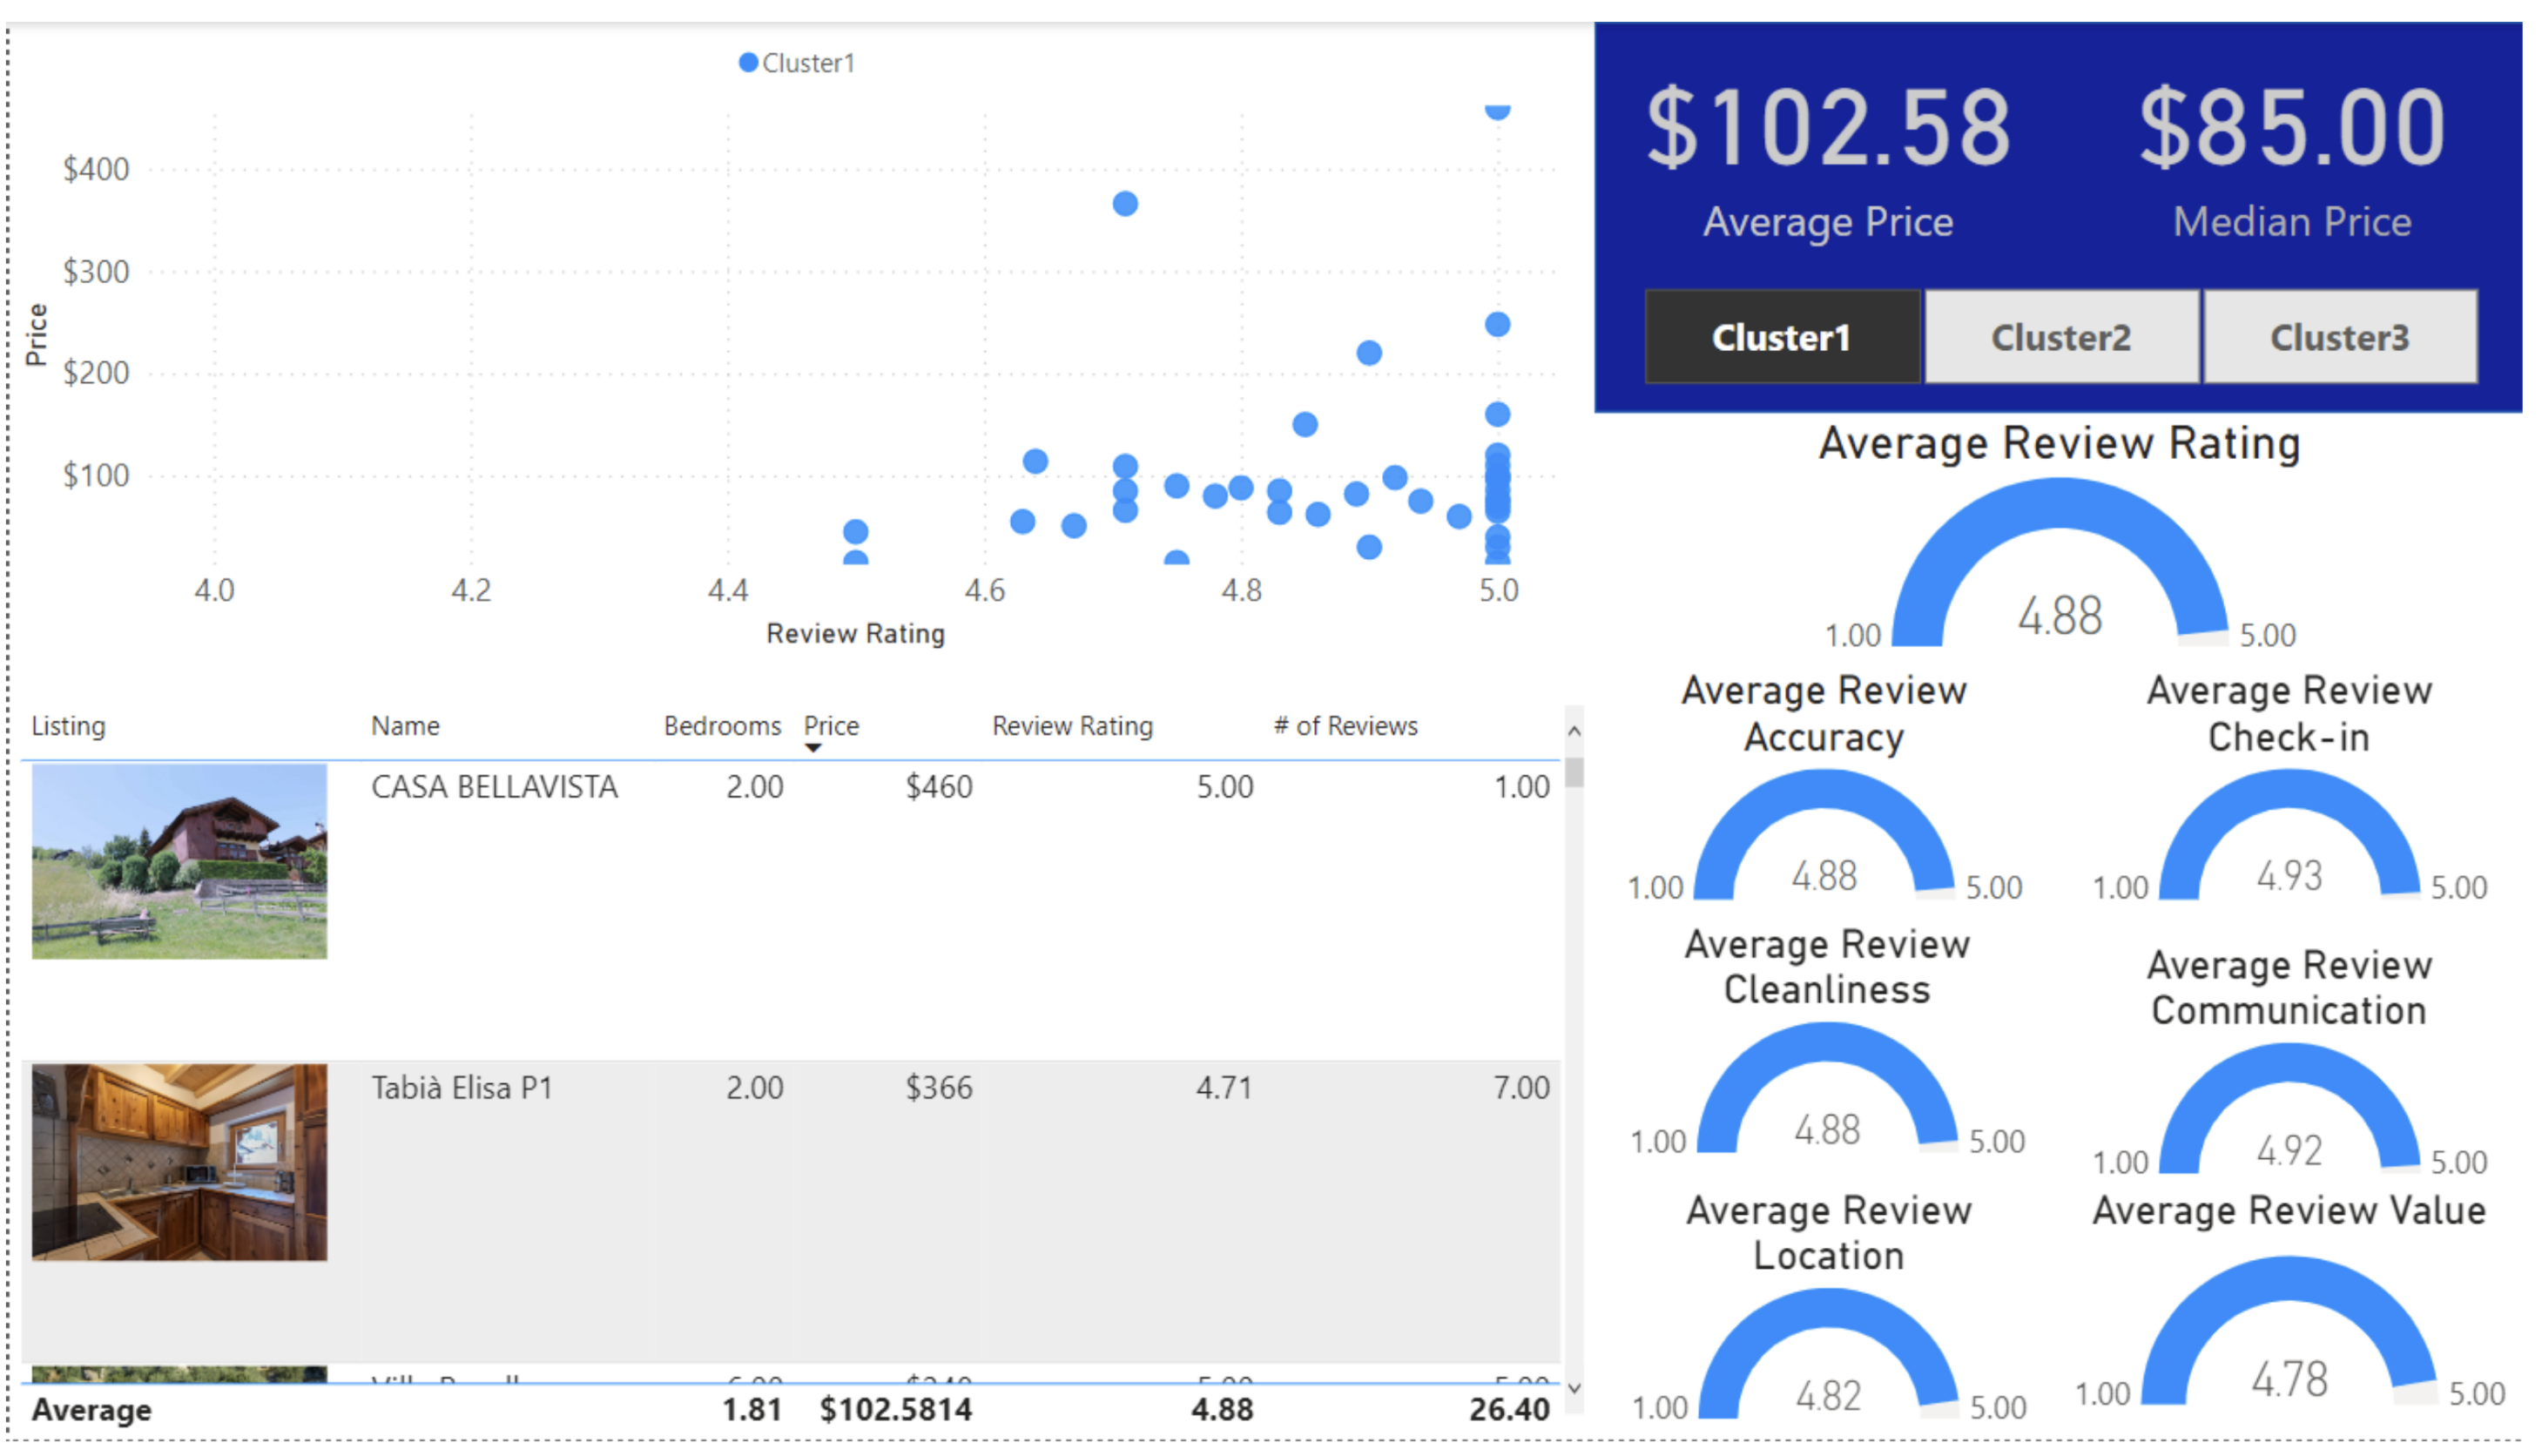 Cluster1
$400
$300
$200
$100
Price
4.0 4.2 4.4 4.6 4.8 5.0
Review Rating
$102.58 $85.00
Average Price Median Price
Cluster1 Cluster2 Cluster3
Average Review Rating
4.88
1.00 5.00
Average Review
Accuracy
4.88
1.00 5.00
Average Review
Check-in
4.93
1.00 5.00
Average Review
Cleanliness
4.88
1.00 5.00
Average Review
Communication
4.92
1.00 5.00
Average Review
Location
4.82
1.00 5.00
Average Review Value
4.78
1.00 5.00
Listing Name Bedrooms Price Review Rating # of Reviews
CASA BELLAVISTA 2.00 $460 5.00 1.00
Tabià Elisa P1 2.00 $366 4.71 7.00
Average 1.81 $102.5814 4.88 26.40